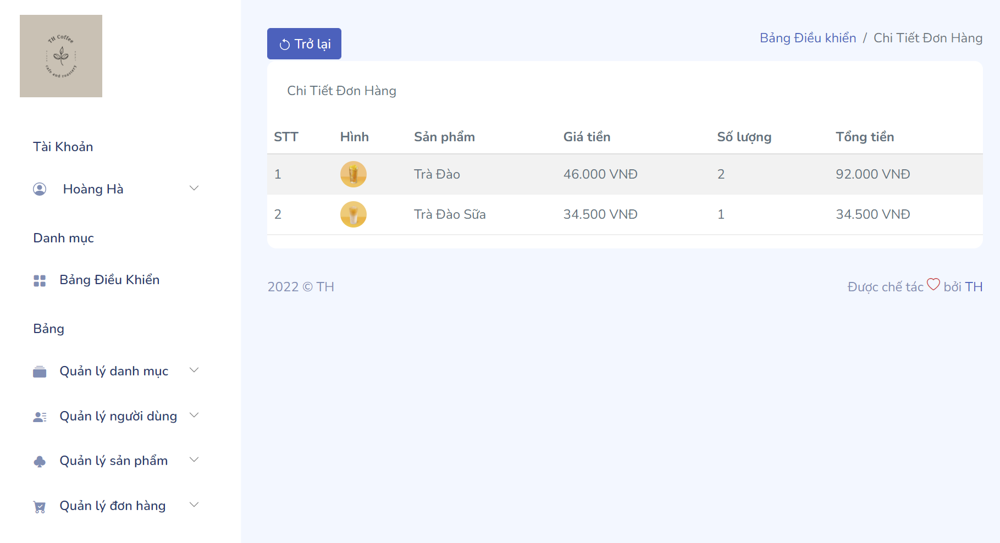 TH Coffee
cafe and roastery
Tài Khoản
Hoàng Hà
Danh mục
Bảng Điều Khiển
Bảng
Quản lý danh mục
Quản lý người dùng
Quản lý sản phẩm
Quản lý đơn hàng
Trở lại
Bảng Điều khiển / Chi Tiết Đơn Hàng
Chi Tiết Đơn Hàng
STT Hình Sản phẩm Giá tiền Số lượng Tổng tiền
1 Trà Đào 46.000 VNĐ 2 92.000 VNĐ
2 Trà Đào Sữa 34.500 VNĐ 1 34.500 VNĐ
2022 © TH
Được chế tác bởi TH